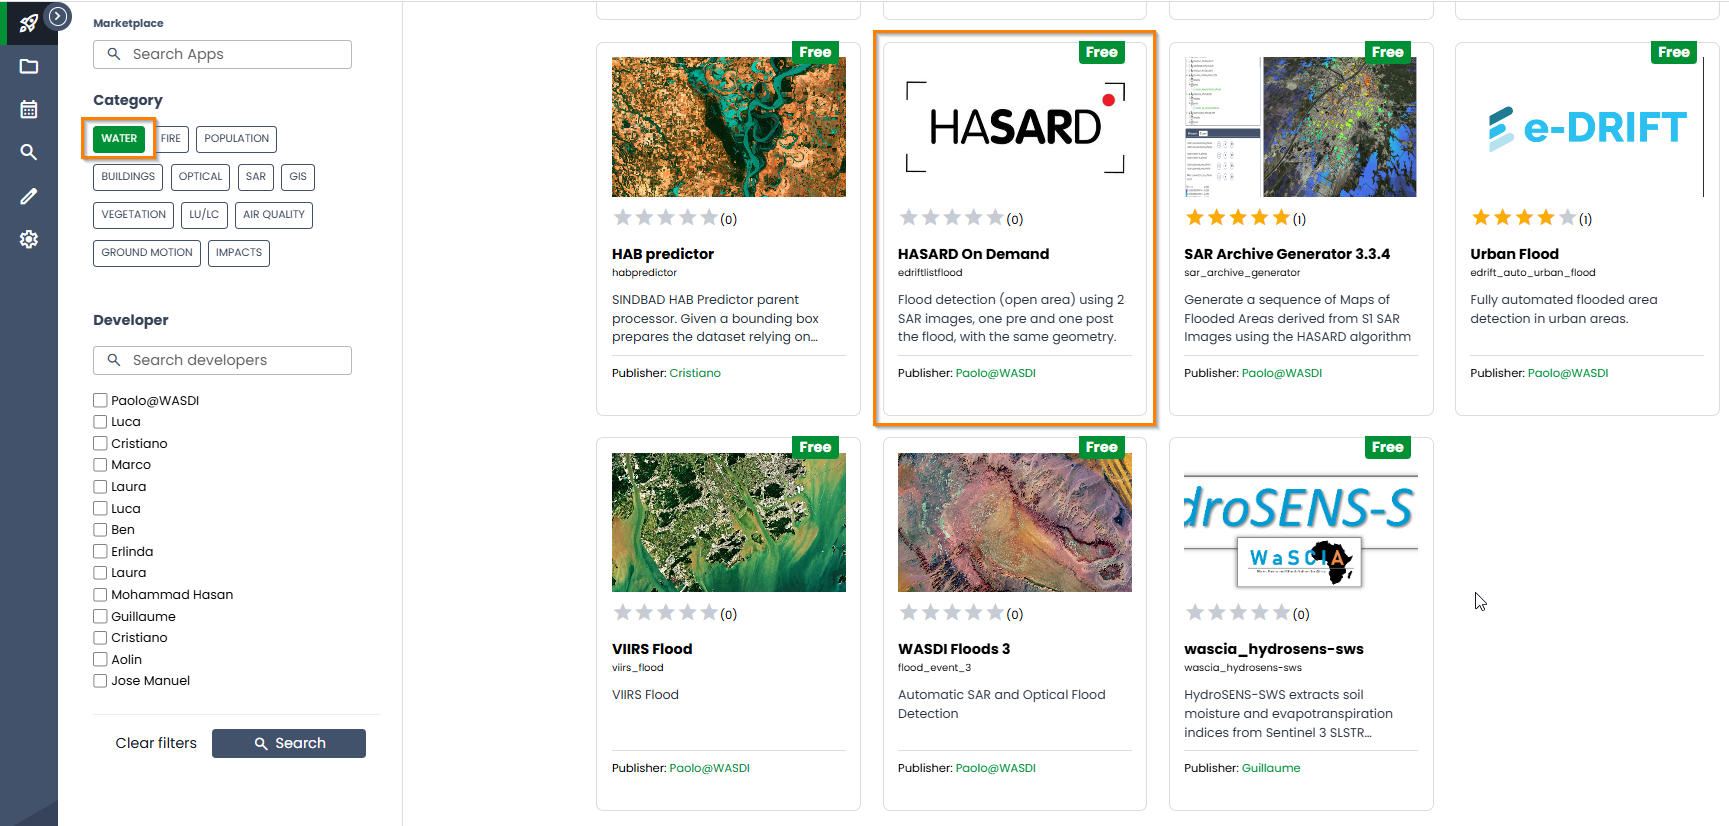 Marketplace
Search Apps
Category
WATER
FIRE
POPULATION
BUILDINGS
OPTICAL
SAR
GIS
VEGETATION
LU/LC
AIR QUALITY
GROUND MOTION
IMPACTS
Developer
Search developers
Paolo@WASDI
Luca
Cristiano
Marco
Laura
Luca
Ben
Erlinda
Laura
Mohammad Hasan
Guillaume
Cristiano
Aolin
Jose Manuel
Clear filters
Search
Free
(0)
HAB predictor
habpredictor
SINDBAD HAB Predictor parent
processor. Given a bounding box
prepares the dataset relying on...
Publisher: Cristiano
Free
HASARD
(0)
HASARD On Demand
edriftlistflood
Flood detection (open area) using 2
SAR images, one pre and one post
the flood, with the same geometry.
Publisher: Paolo@WASDI
Free
(1)
SAR Archive Generator 3.3.4
sar_archive_generator
Generate a sequence of Maps of
Flooded Areas derived from S1 SAR
Images using the HASARD algorithm
Publisher: Paolo@WASDI
Free
e-DRIFT
(1)
Urban Flood
edrift_auto_urban_flood
Fully automated flooded area
detection in urban areas.
Publisher: Paolo@WASDI
Free
(0)
VIIRS Flood
viirs_flood
VIIRS Flood
Publisher: Paolo@WASDI
Free
(0)
WASDI Floods 3
flood_event_3
Automatic SAR and Optical Flood
Detection
Publisher: Paolo@WASDI
Free
droSENS-S
WaSCIA
(0)
wascia_hydrosens-sws
wascia_hydrosens-sws
HydroSENS-SWS extracts soil
moisture and evapotranspiration
indices from Sentinel 3 SLSTR...
Publisher: Guillaume